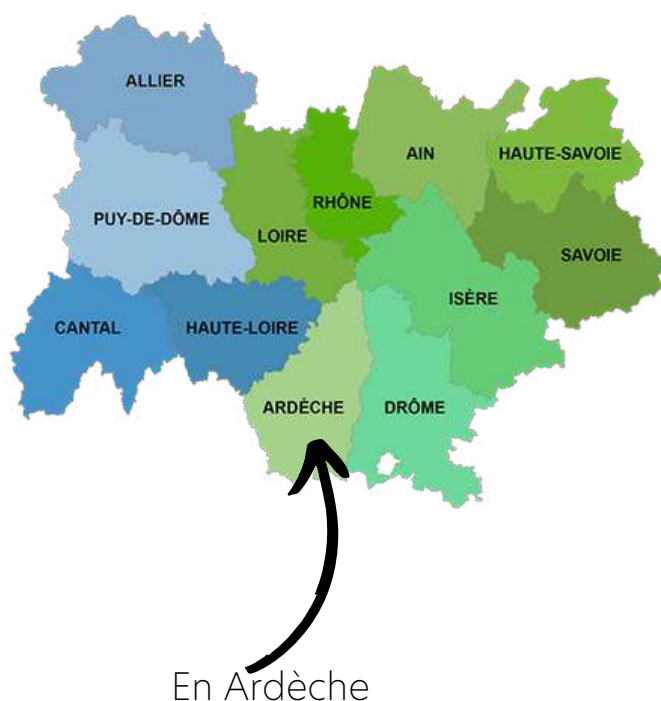 ALLIER
AIN
HAUTE-SAVOIE
RHÔNE
PUY-DE-DÔME
LOIRE
SAVOIE
ISÈRE
CANTAL
HAUTE-LOIRE
ARDÈCHE
DRÔME
En Ardèche